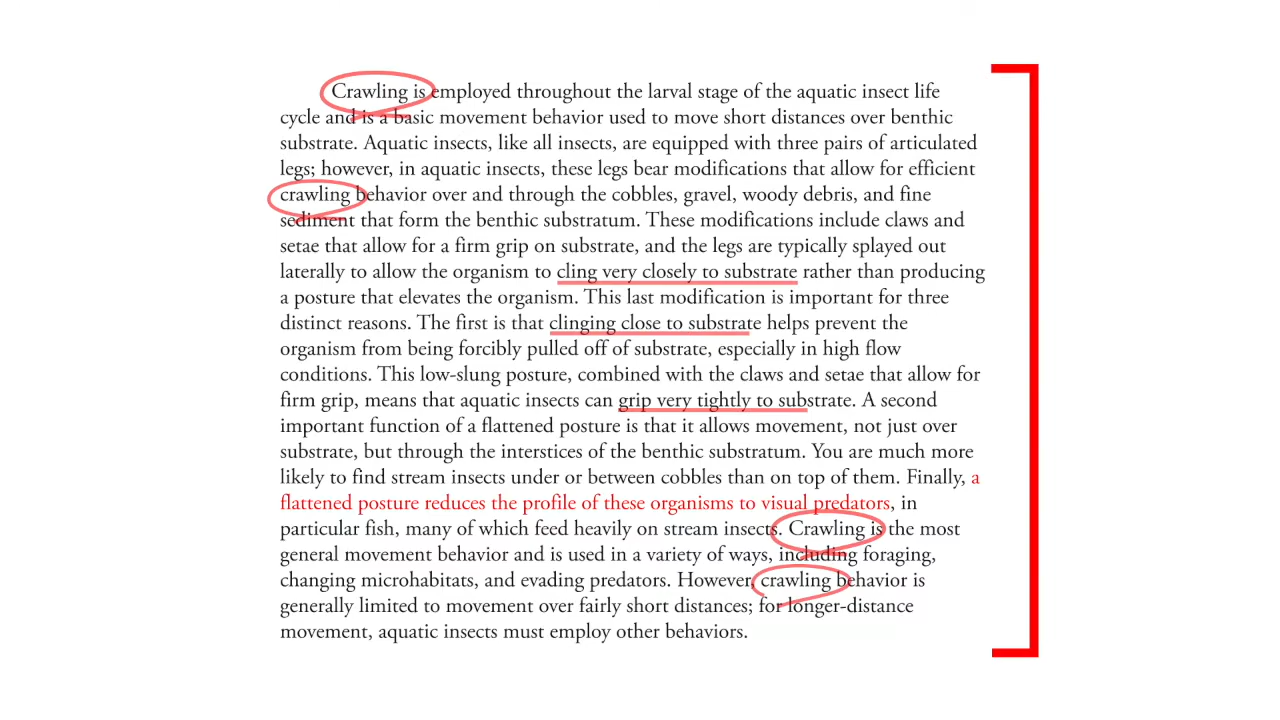 Crawling is employed throughout the larval stage of the aquatic insect life
cycle and is a basic movement behavior used to move short distances over benthic
substrate. Aquatic insects, like all insects, are equipped with three pairs of articulated
legs; however, in aquatic insects, these legs bear modifications that allow for efficient
crawling behavior over and through the cobbles, gravel, woody debris, and fine
sediment that form the benthic substratum. These modifications include claws and
setae that allow for a firm grip on substrate, and the legs are typically splayed out
laterally to allow the organism to cling very closely to substrate rather than producing
a posture that elevates the organism. This last modification is important for three
distinct reasons. The first is that clinging close to substrate helps prevent the
organism from being forcibly pulled off of substrate, especially in high flow
conditions. This low-slung posture, combined with the claws and setae that allow for
firm grip, means that aquatic insects can grip very tightly to substrate. A second
important function of a flattened posture is that it allows movement, not just over
substrate, but through the interstices of the benthic substratum. You are much more
likely to find stream insects under or between cobbles than on top of them. Finally, a
flattened posture reduces the profile of these organisms to visual predators, in
particular fish, many of which feed heavily on stream insects. Crawling is the most
general movement behavior and is used in a variety of ways, including foraging,
changing microhabitats, and evading predators. However, crawling behavior is
generally limited to movement over fairly short distances; for longer-distance
movement, aquatic insects must employ other behaviors.